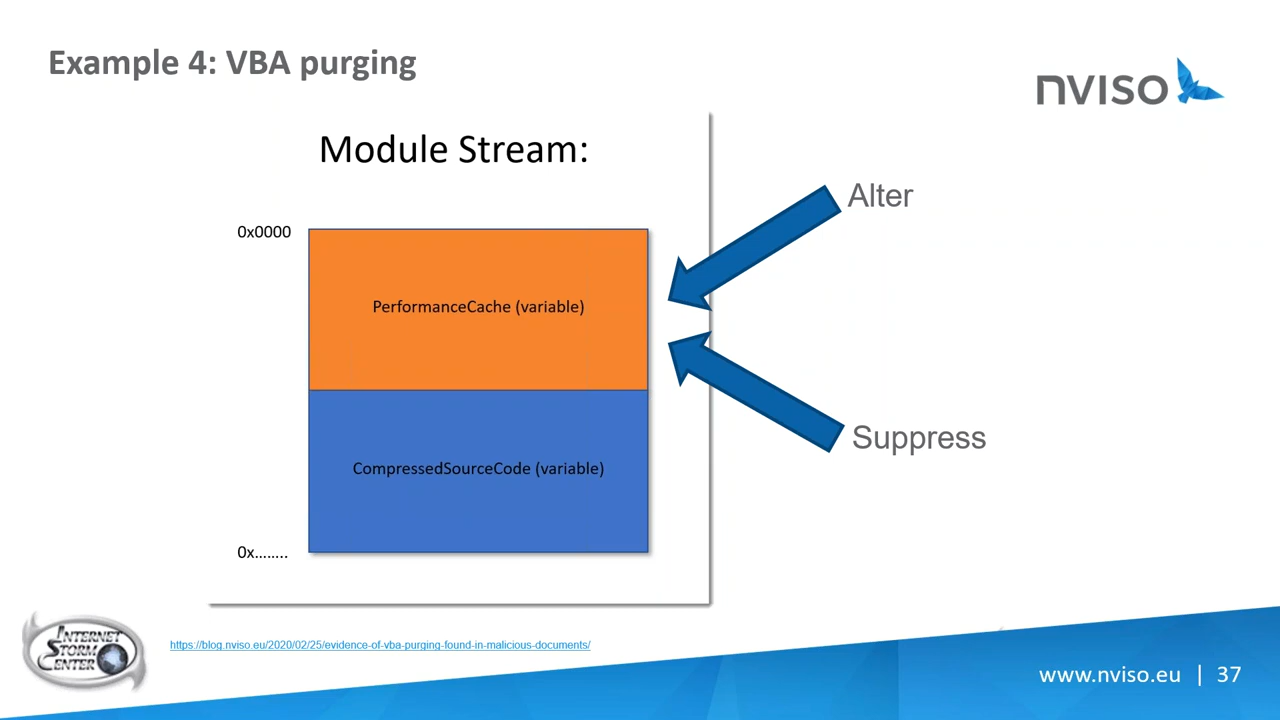 Example 4: VBA purging
nviso
Module Stream:
Alter
0x0000
PerformanceCache (variable)
Suppress
CompressedSourceCode (variable)
0x........
INTERNET
STORM
CENTER
https://blog.nviso.eu/2020/02/25/evidence-of-vba-purging-found-in-malicious-documents/
www.nviso.eu | 37